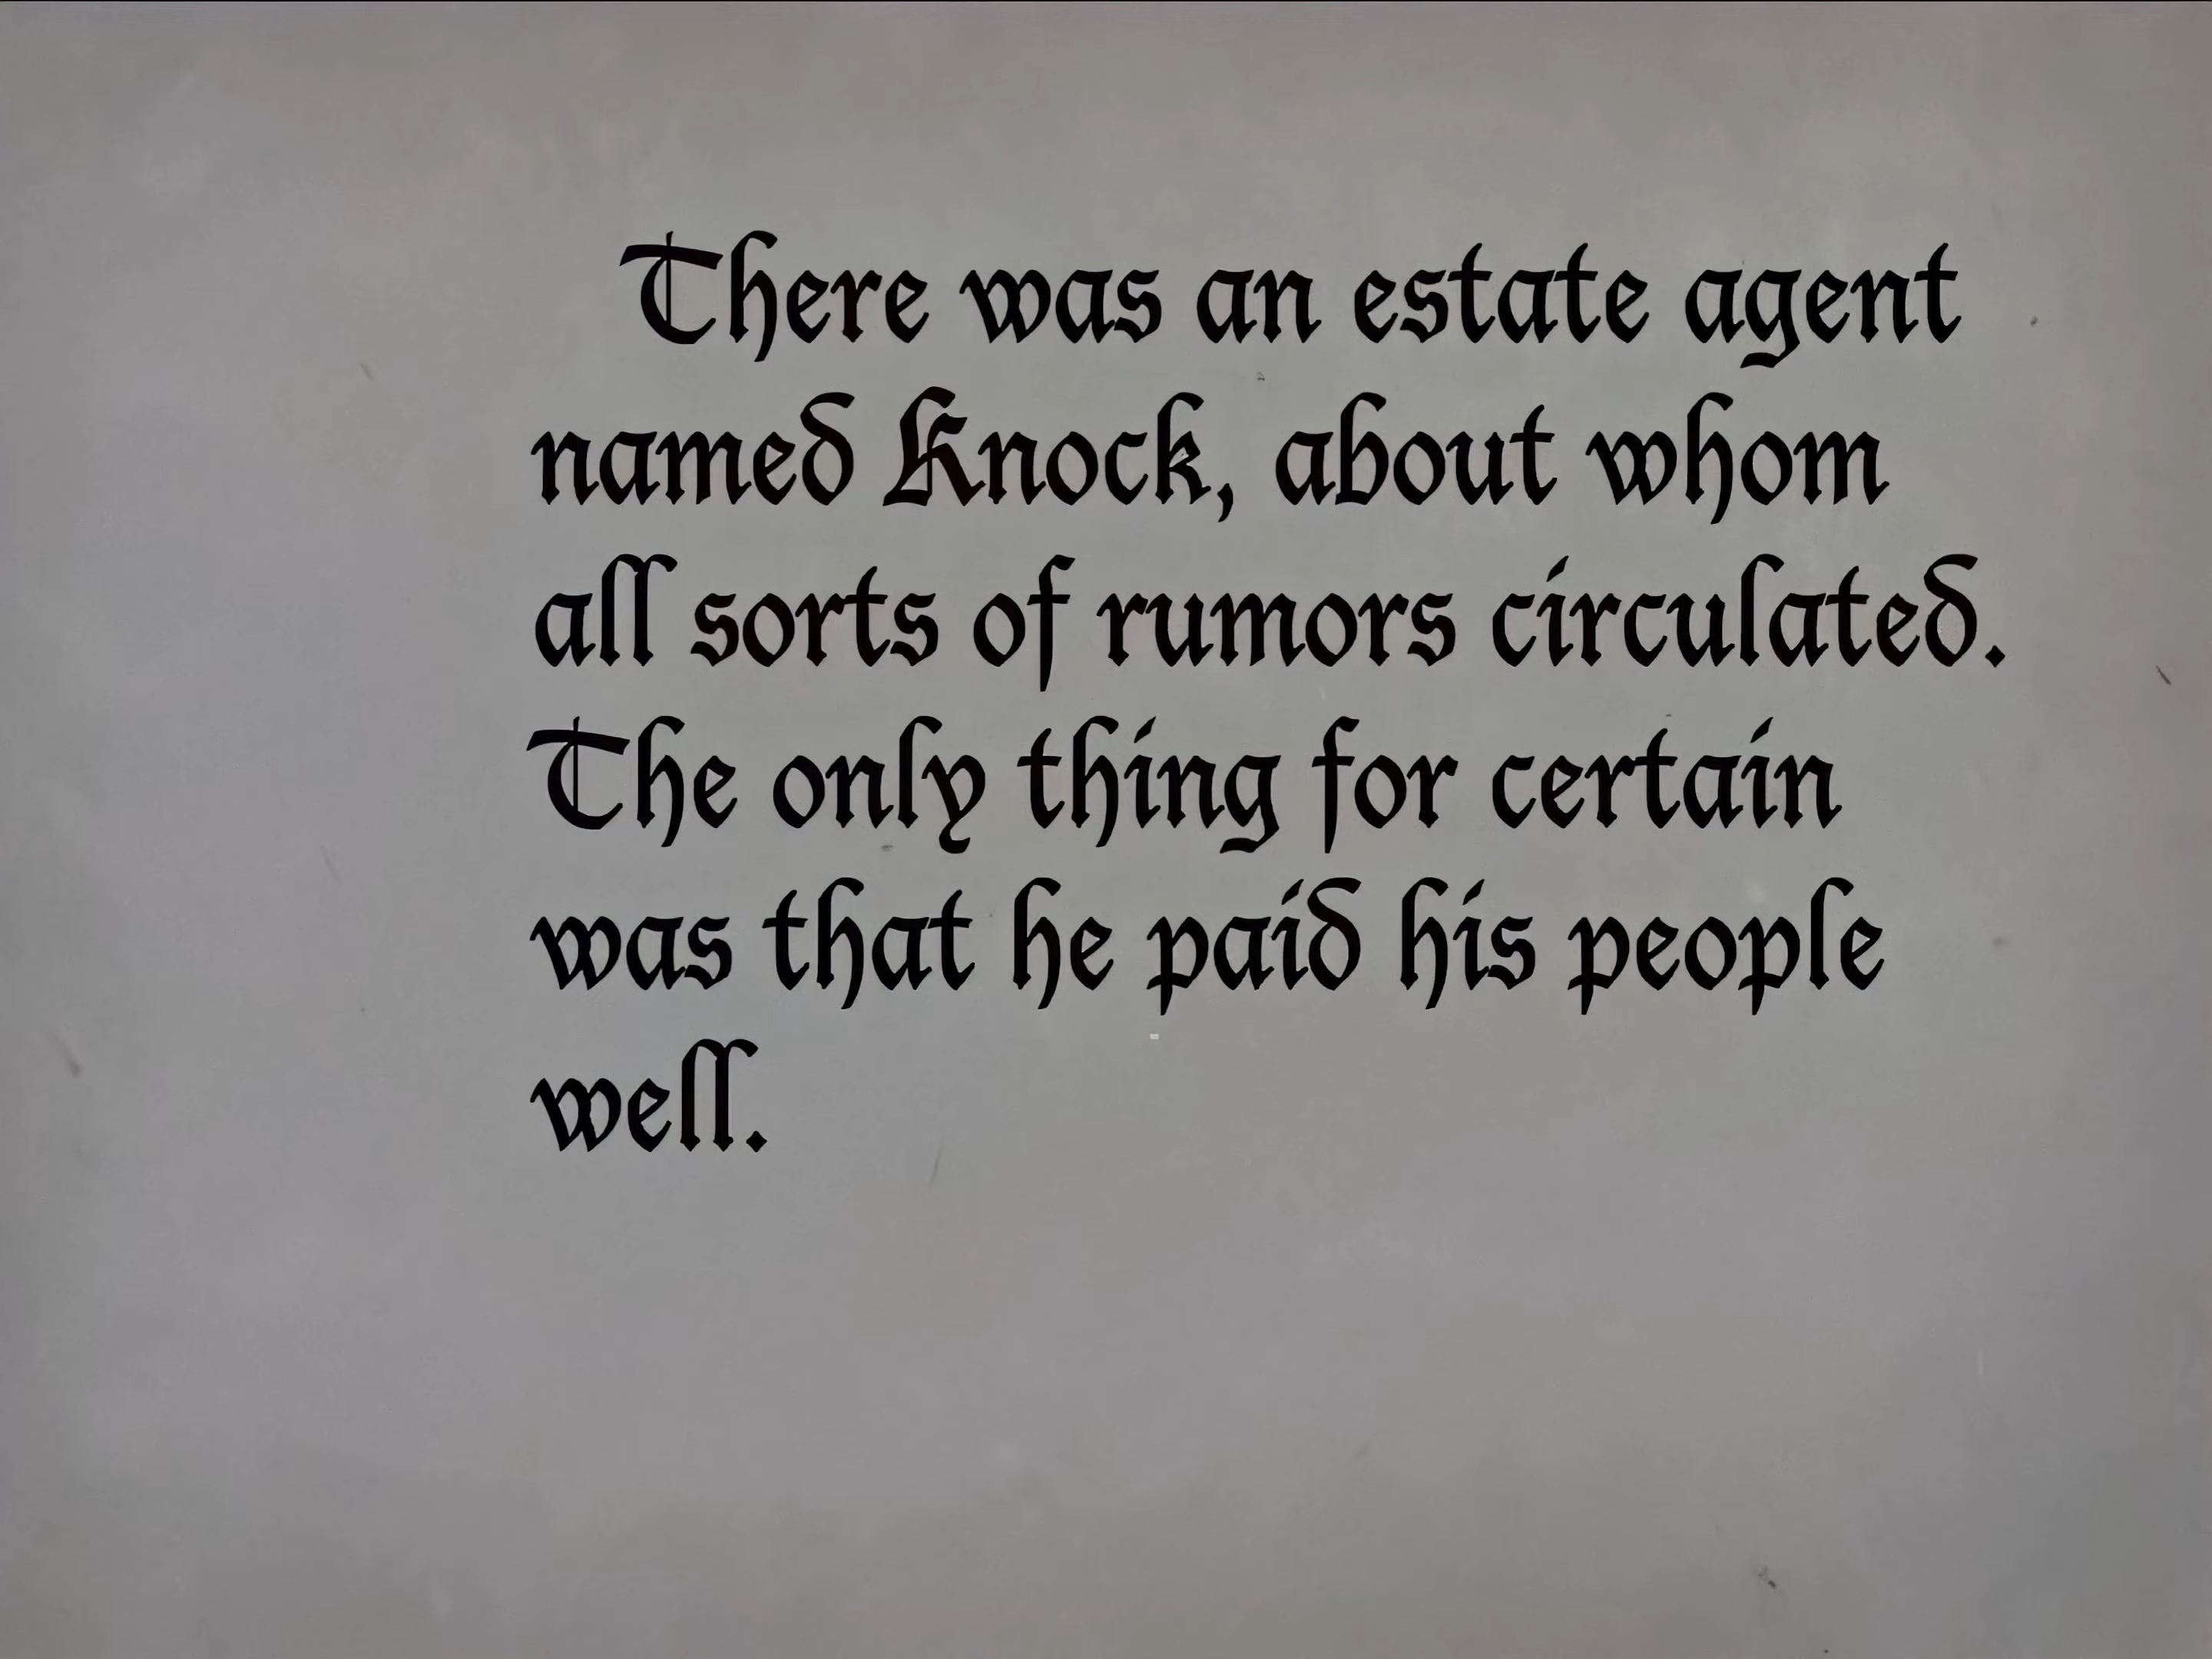 There was an estate agent
named Knock, about whom
all sorts of rumors circulated.
The only thing for certain
was that he paid his people
well.